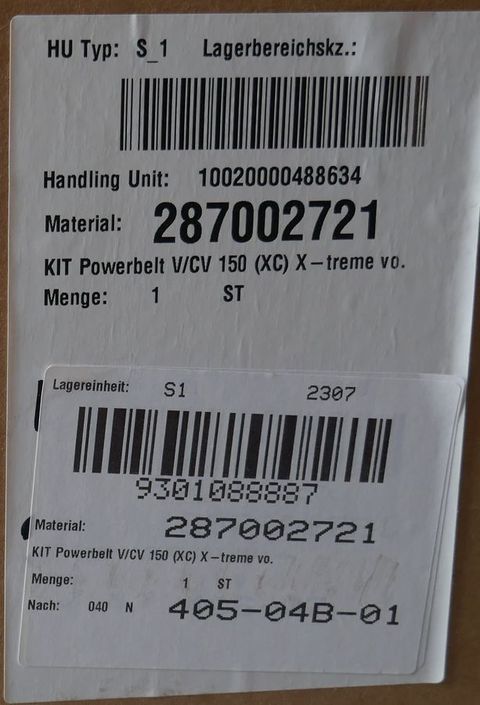 HU Typ: S_1 Lagerbereichskz.:
Handling Unit: 10020000488634
Material: 287002721
KIT Powerbelt V/CV 150 (XC) X-treme vo.
Menge: 1 ST
Lagereinheit: S1 2307
9301088887
Material: 287002721
KIT Powerbelt V/CV 150 (XC) X-treme vo.
Menge: 1 ST
Nach: 040 N 405-04B-01